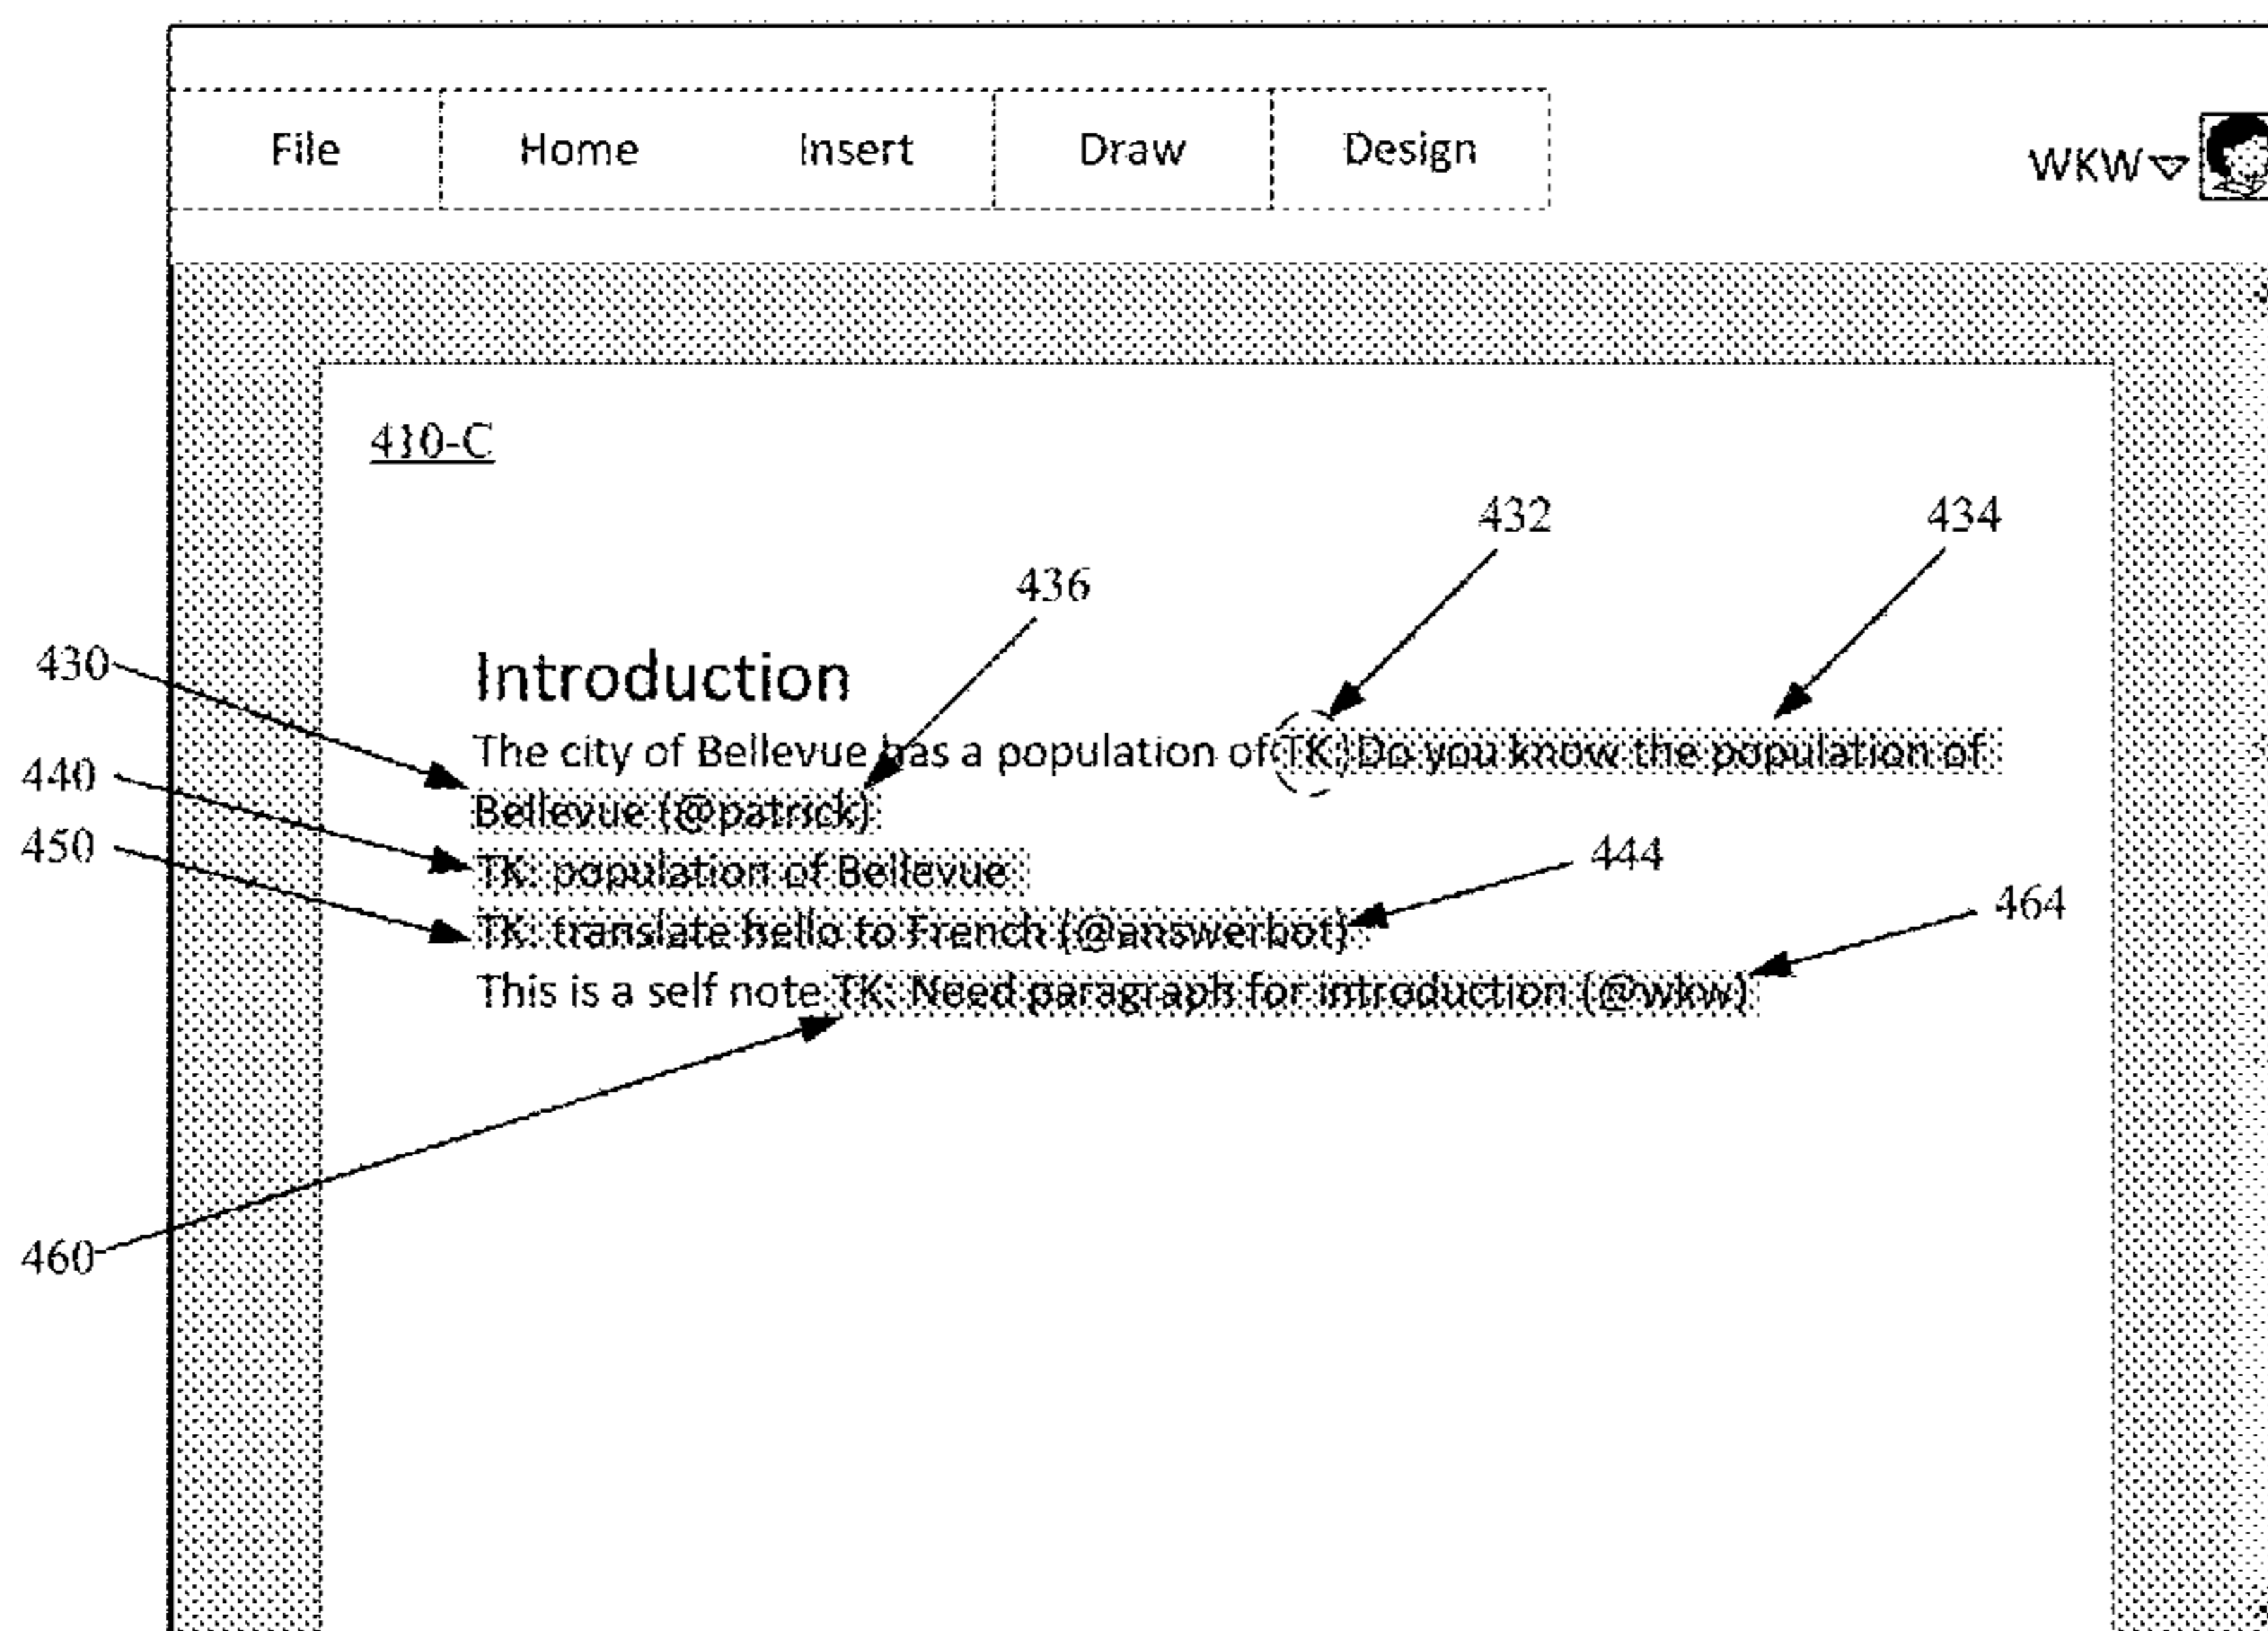 File Home Insert Draw Design WKW
410-C
432 434
436
430
Introduction
The city of Bellevue has a population of TK: Do you know the population of
440
Bellevue (@patrick)
450
TK: population of Bellevue
444
TK: translate hello to French (@answerbot)
464
This is a self note TK: Need paragraph for introduction (@wkw)
460